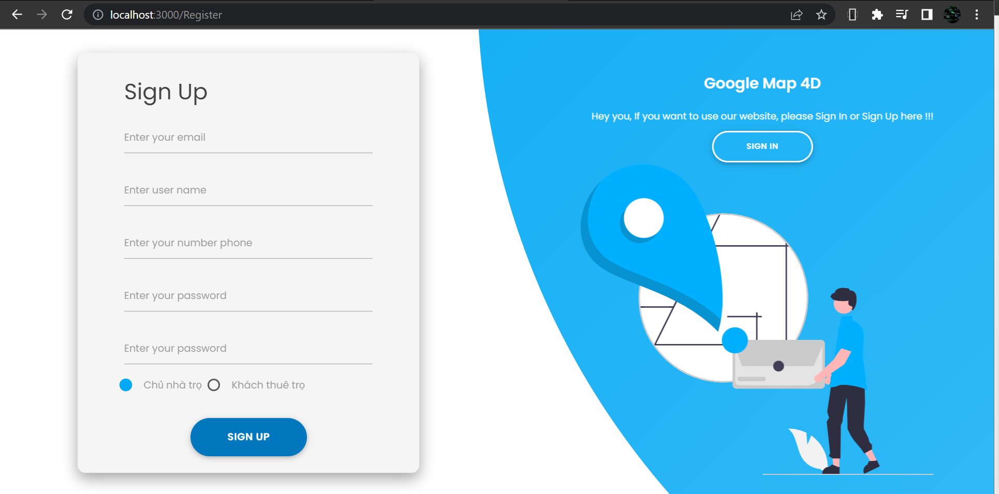 localhost:3000/Register
Sign Up
Enter your email
Enter user name
Enter your number phone
Enter your password
Enter your password
Chủ nhà trọ Khách thuê trọ
SIGN UP
Google Map 4D
Hey you, If you want to use our website, please Sign In or Sign Up here !!!
SIGN IN